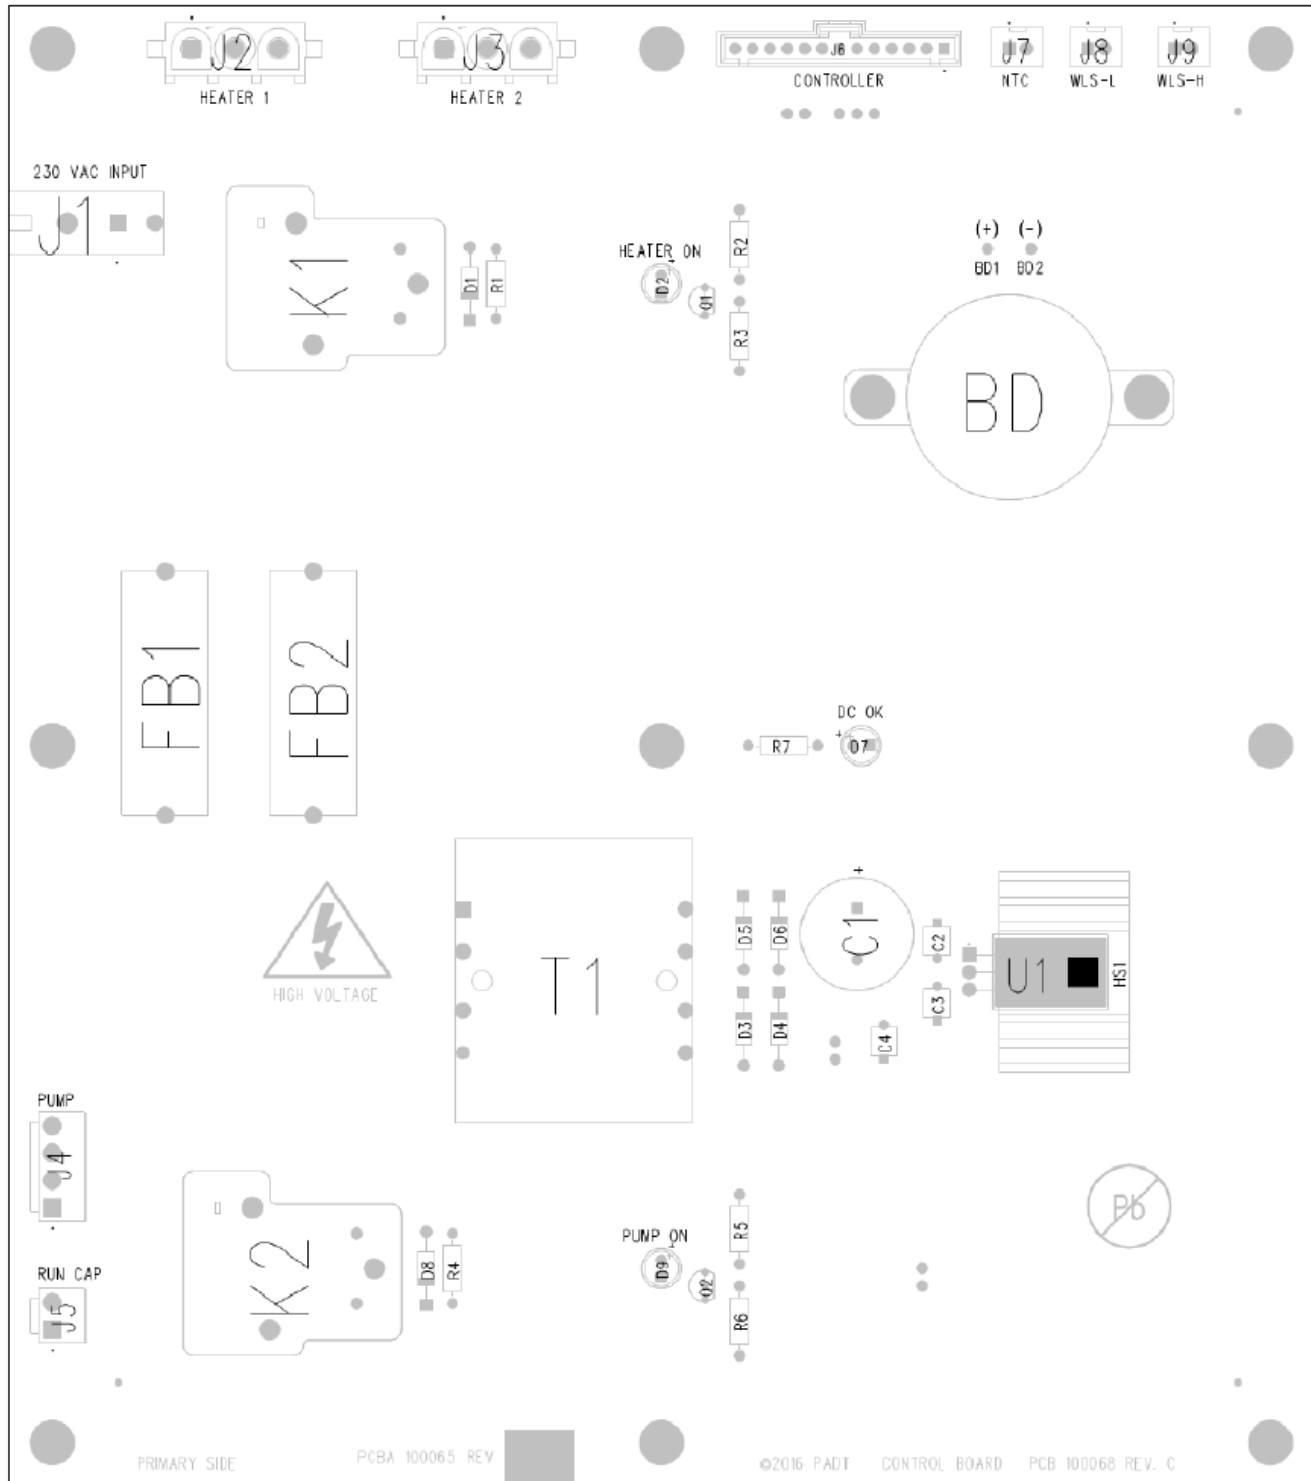 J2
J3
J6
J7
J8
J9
HEATER 1
HEATER 2
CONTROLLER
NTC
WLS-L
WLS-H
230 VAC INPUT
J1
K1
D1
R1
HEATER ON
+
D2
Q1
R2
R3
(+) (-)
BD1 BD2
BD
FB1
FB2
DC OK
R7
+
D7
HIGH VOLTAGE
T1
D5
D6
D3
D4
+
C1
C2
C3
C4
U1
HS1
PUMP
J4
RUN CAP
J5
K2
D8
R4
PUMP ON
+
D9
Q2
R5
R6
Pb
PRIMARY SIDE
PCBA 100065 REV
©2016 PADT CONTROL BOARD PCB 100068 REV. C